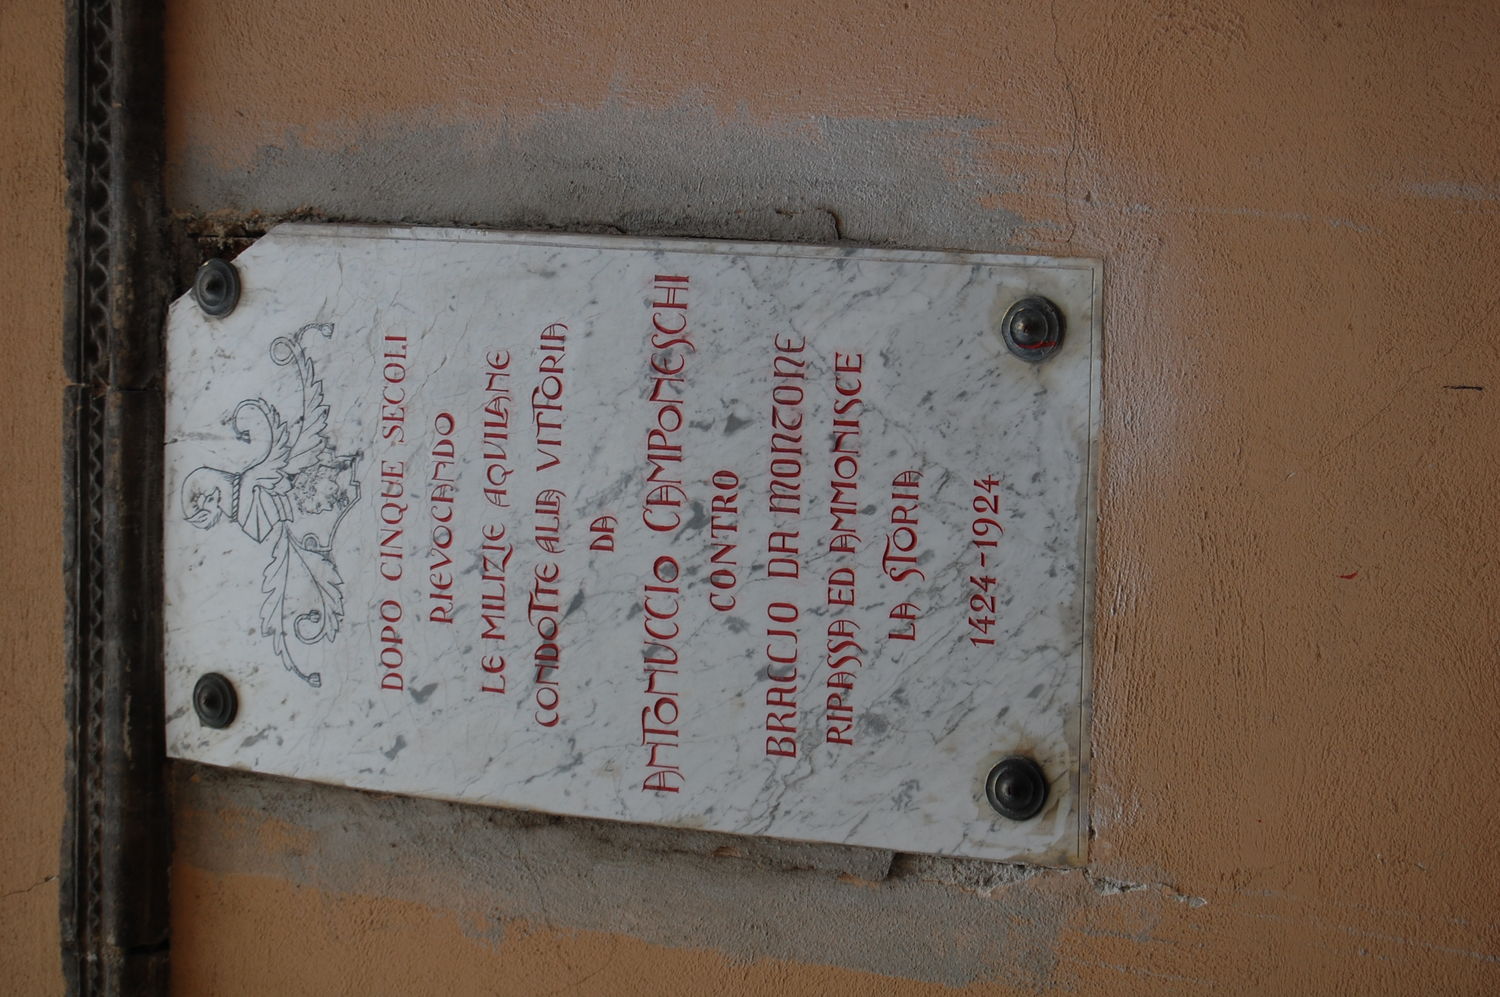 DOPO CINQUE SECOLI
RIEVOCANDO
LE MILIZIE AQVILANE
CONDOTTE ALLA VITTORIA
DA
ANTONUCCIO CAMPONESCHI
CONTRO
BRACCIO DA MONTONE
RIPASSA ED AMMONISCE
LA STORIA
1424-1924